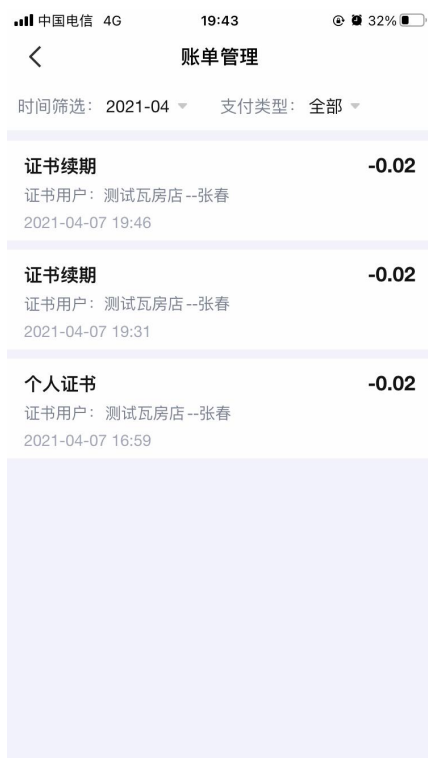 中国电信 4G 19:43 32%
账单管理
时间筛选: 2021-04 支付类型: 全部
证书续期 -0.02
证书用户: 测试瓦房店--张春
2021-04-07 19:46
证书续期 -0.02
证书用户: 测试瓦房店--张春
2021-04-07 19:31
个人证书 -0.02
证书用户: 测试瓦房店--张春
2021-04-07 16:59